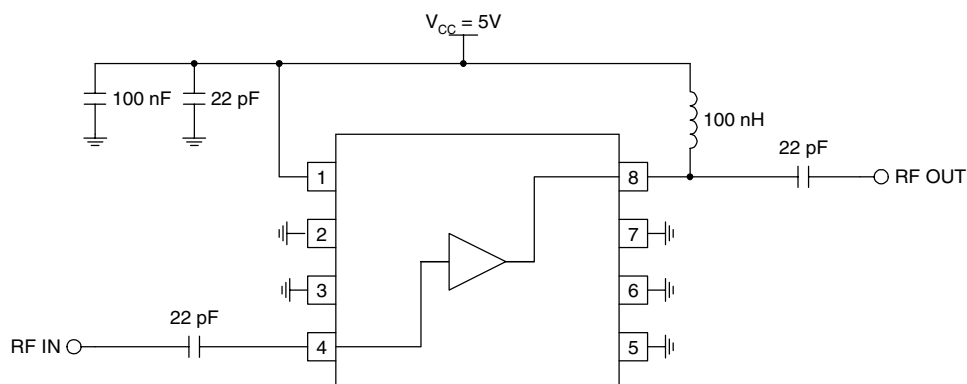 V_CC = 5V
100 nF
22 pF
100 nH
22 pF
1
8
RF OUT
2
7
3
6
22 pF
RF IN
4
5